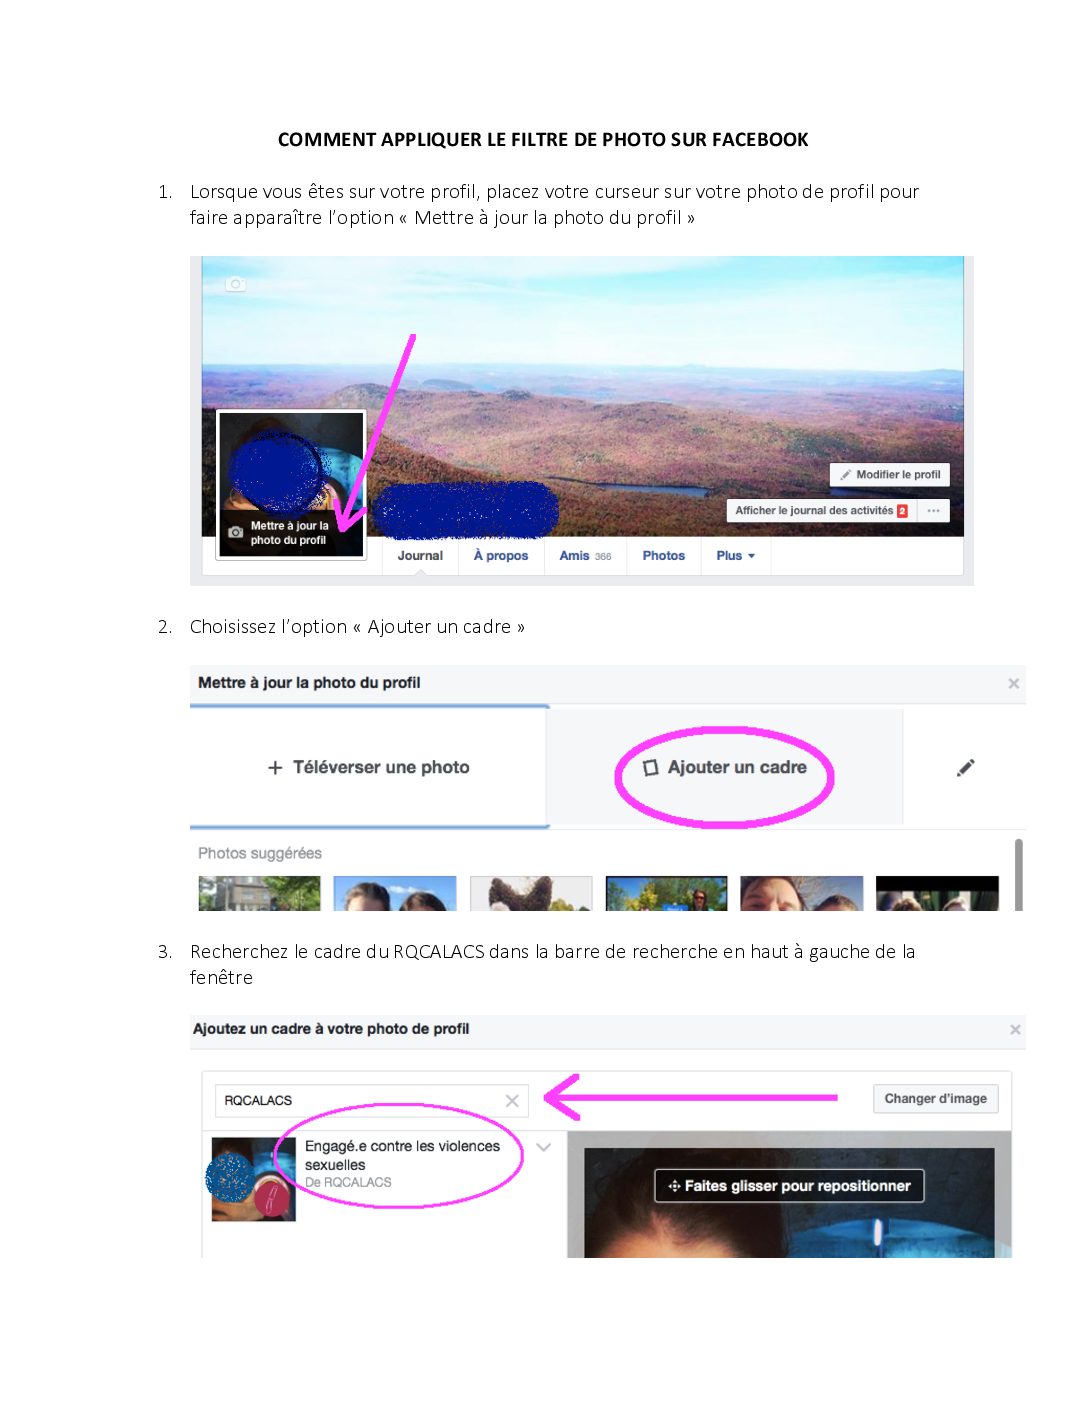 COMMENT APPLIQUER LE FILTRE DE PHOTO SUR FACEBOOK
1. Lorsque vous êtes sur votre profil, placez votre curseur sur votre photo de profil pour
faire apparaître l’option « Mettre à jour la photo du profil »
Modifier le profil
Afficher le journal des activités 2 ...
Mettre à jour la
photo du profil
Journal À propos Amis 366 Photos Plus
2. Choisissez l’option « Ajouter un cadre »
Mettre à jour la photo du profil
+ Téléverser une photo Ajouter un cadre
Photos suggérées
3. Recherchez le cadre du RQCALACS dans la barre de recherche en haut à gauche de la
fenêtre
Ajoutez un cadre à votre photo de profil
RQCALACS Changer d’image
Engagé.e contre les violences
sexuelles
De RQCALACS
Faites glisser pour repositionner